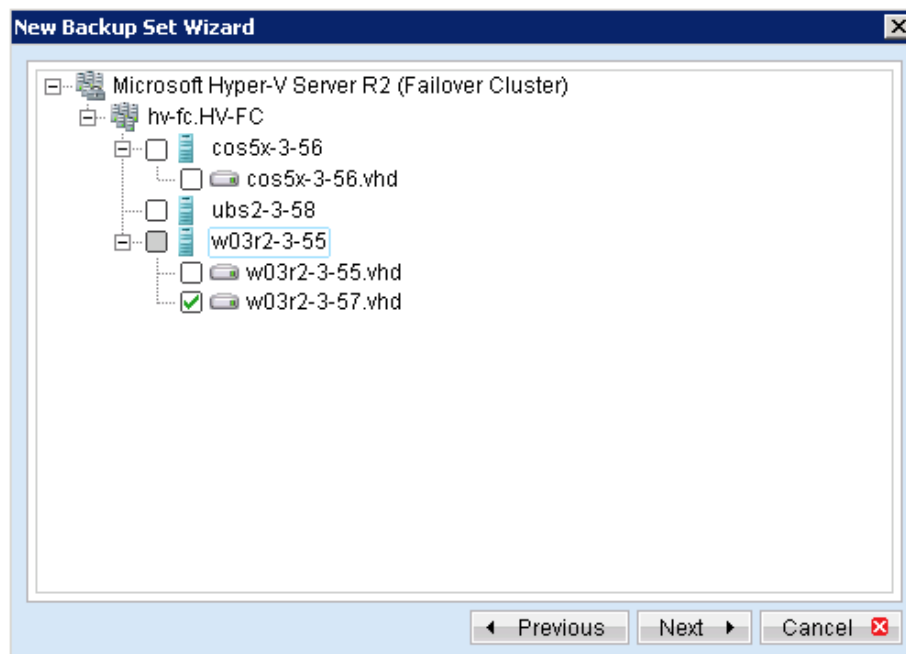 New Backup Set Wizard
Microsoft Hyper-V Server R2 (Failover Cluster)
hv-fc.HV-FC
cos5x-3-56
cos5x-3-56.vhd
ubs2-3-58
w03r2-3-55
w03r2-3-55.vhd
w03r2-3-57.vhd
Previous Next Cancel